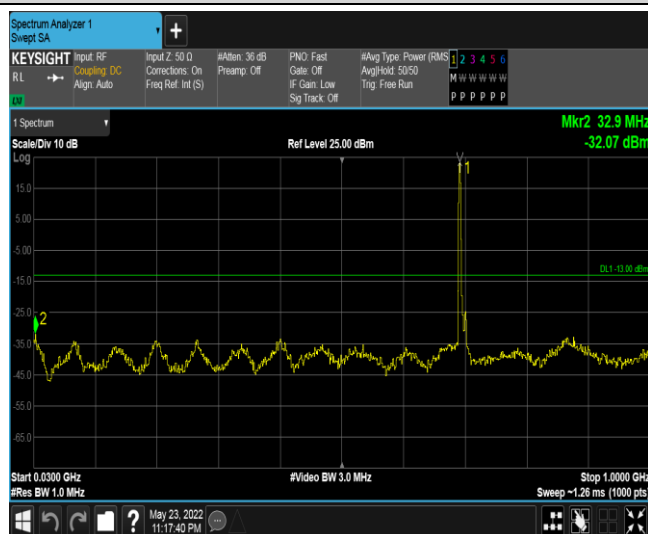 Spectrum Analyzer 1
Swept SA
+
KEYSIGHT
RL
LXI
Input: RF
Coupling: DC
Align: Auto
Input Z: 50 Ω
Corrections: On
Freq Ref: Int (S)
#Atten: 36 dB
Preamp: Off
PNO: Fast
Gate: Off
IF Gain: Low
Sig Track: Off
#Avg Type: Power (RMS
Avg|Hold: 50/50
Trig: Free Run
1 2 3 4 5 6
M W W W W W
P P P P P P
1 Spectrum
Mkr2 32.9 MHz
-32.07 dBm
Scale/Div 10 dB
Ref Level 25.00 dBm
Log
1
15.0
5.00
-5.00
DL1 -13.00 dBm
-15.0
-25.0
2
-35.0
-45.0
-55.0
-65.0
Start 0.0300 GHz
#Video BW 3.0 MHz
Stop 1.0000 GHz
#Res BW 1.0 MHz
Sweep ~1.26 ms (1000 pts)
?
May 23, 2022
11:17:40 PM